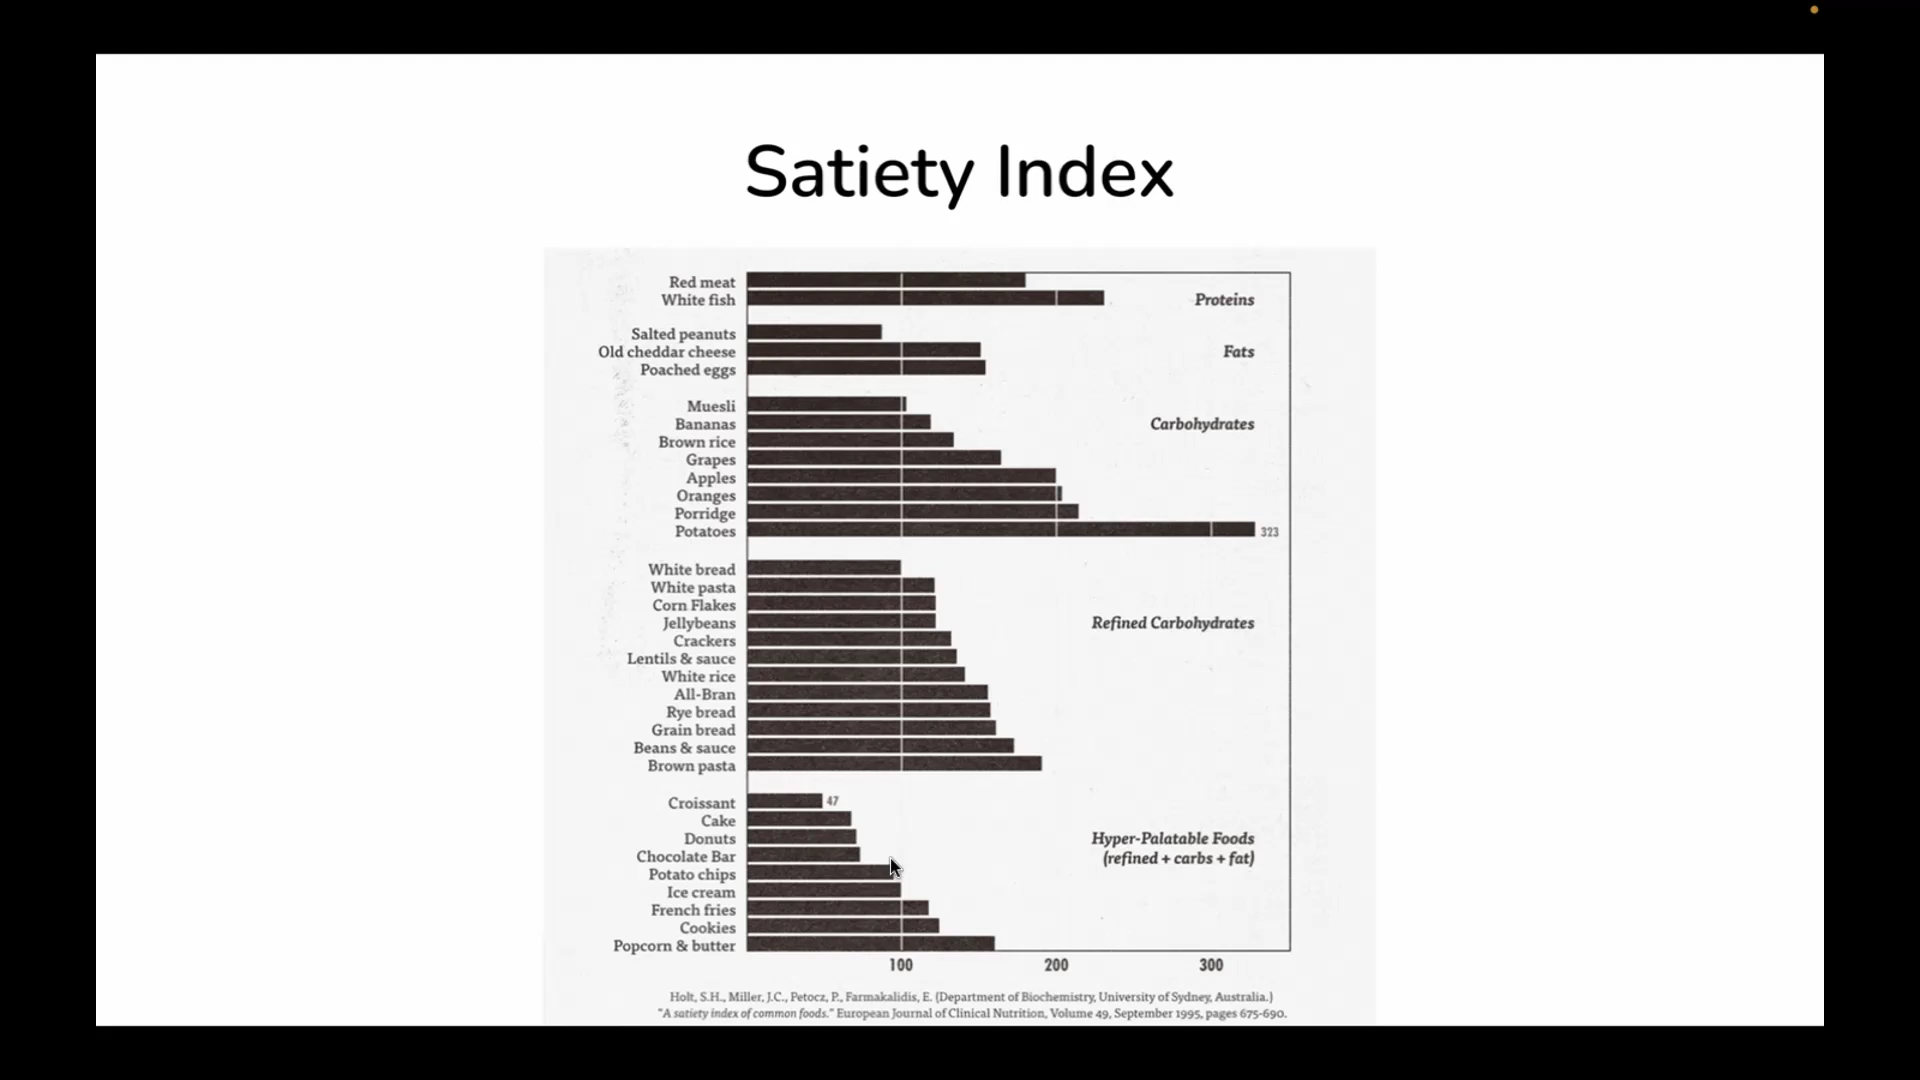 Satiety Index
Red meat
White fish
Proteins
Salted peanuts
Old cheddar cheese
Fats
Poached eggs
Muesli
Bananas
Carbohydrates
Brown rice
Grapes
Apples
Oranges
Porridge
Potatoes
323
White bread
White pasta
Corn Flakes
Jellybeans
Refined Carbohydrates
Crackers
Lentils & sauce
White rice
All-Bran
Rye bread
Grain bread
Beans & sauce
Brown pasta
Croissant
47
Cake
Donuts
Hyper-Palatable Foods
Chocolate Bar
(refined + carbs + fat)
Potato chips
Ice cream
French fries
Cookies
Popcorn & butter
100 200 300
Holt, S.H., Miller, J.C., Petocz, P., Farmakalidis, E. (Department of Biochemistry, University of Sydney, Australia.)
"A satiety index of common foods." European Journal of Clinical Nutrition, Volume 49, September 1995, pages 675-690.